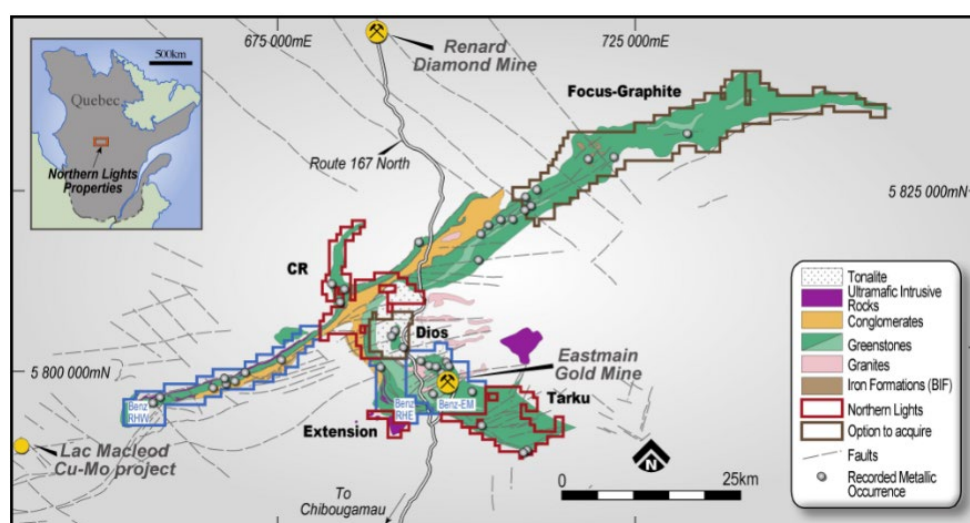 675 000mE
725 000mE
500km
Quebec
Northern Lights
Properties
Renard
Diamond Mine
Focus-Graphite
Route 167 North
5 825 000mN
CR
Dios
Eastmain
Gold Mine
5 800 000mN
Benz
RHW
Benz
RHE
Benz-EM
Tarku
Extension
Lac Macleod
Cu-Mo project
To
Chibougamau
N
0
25km
Tonalite
Ultramafic Intrusive
Rocks
Conglomerates
Greenstones
Granites
Iron Formations (BIF)
Northern Lights
Option to acquire
Faults
Recorded Metallic
Occurrence